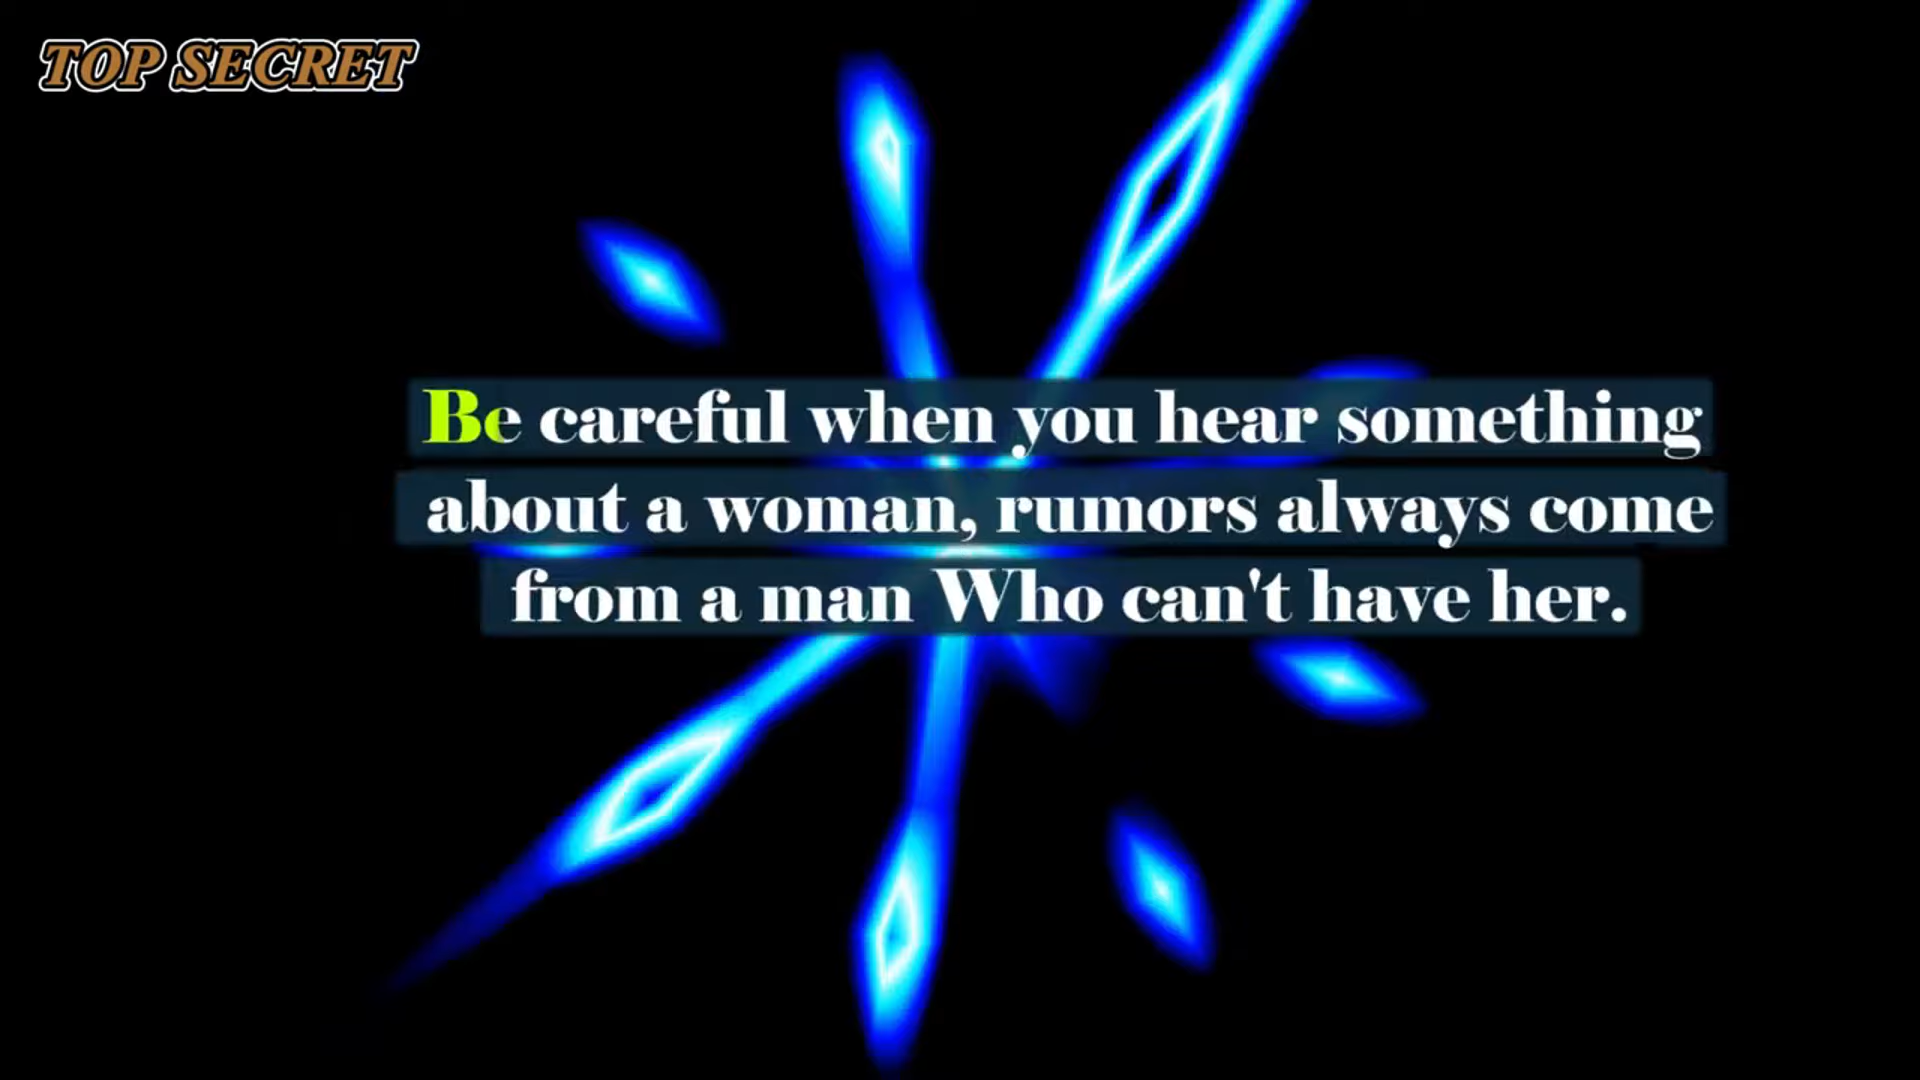 TOP SECRET
Be careful when you hear something
about a woman, rumors always come
from a man Who can't have her.